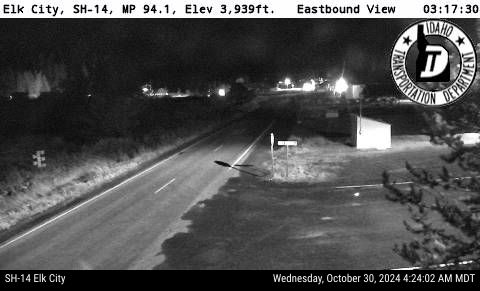 Elk City, SH-14, MP 94.1, Elev 3,939ft. Eastbound View 03:17:30
IDAHO
TRANSPORTATION DEPARTMENT
SH-14 Elk City Wednesday, October 30, 2024 4:24:02 AM MDT